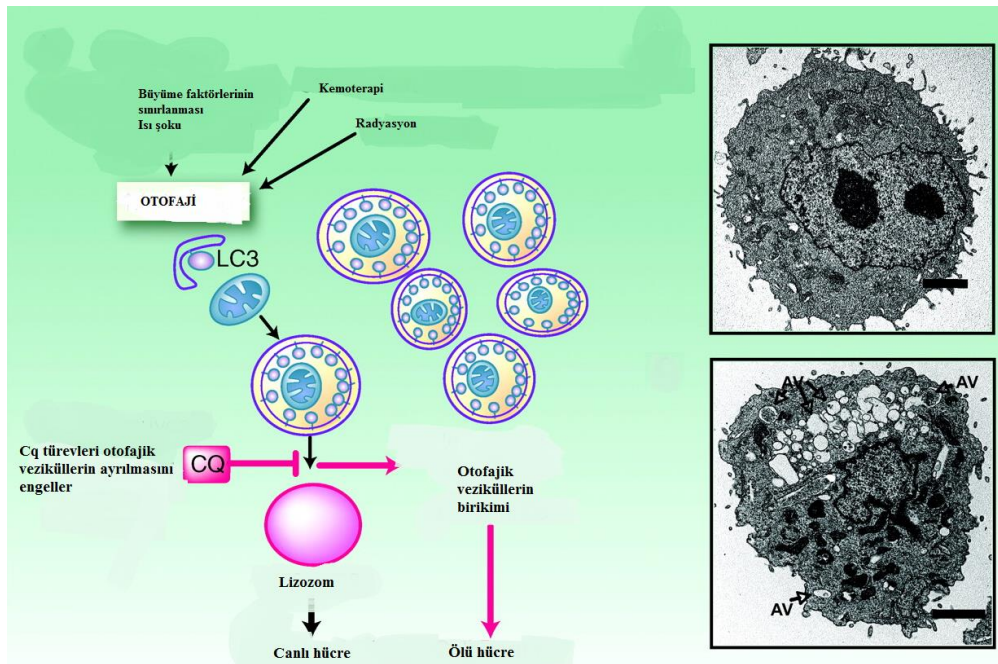 Büyüme faktörlerinin
sınırlanması
Isı şoku
Kemoterapi
Radyasyon
OTOFAJİ
LC3
Cq türevleri otofajik
veziküllerin ayrılmasını
engeller
CQ
Otofajik
veziküllerin
birikimi
Lizozom
Canlı hücre
Ölü hücre
AV
AV
AV